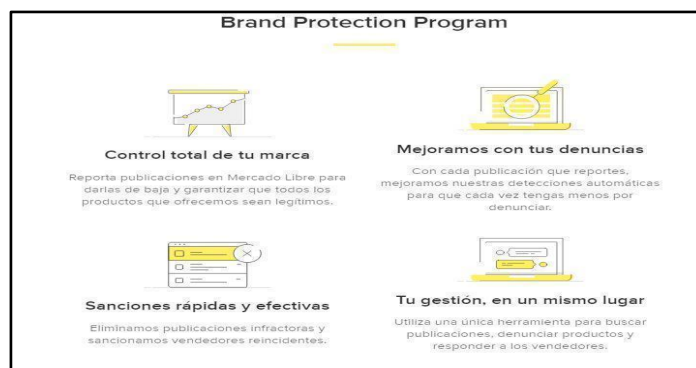 Brand Protection Program
Control total de tu marca
Reporta publicaciones en Mercado Libre para
darlas de baja y garantizar que todos los
productos que ofrecemos sean legítimos.
Mejoramos con tus denuncias
Con cada publicación que reportes,
mejoramos nuestras detecciones automáticas
para que cada vez tengas menos por
denunciar.
Sanciones rápidas y efectivas
Eliminamos publicaciones infractoras y
sancionamos vendedores reincidentes.
Tu gestión, en un mismo lugar
Utiliza una única herramienta para buscar
publicaciones, denunciar productos y
responder a los vendedores.